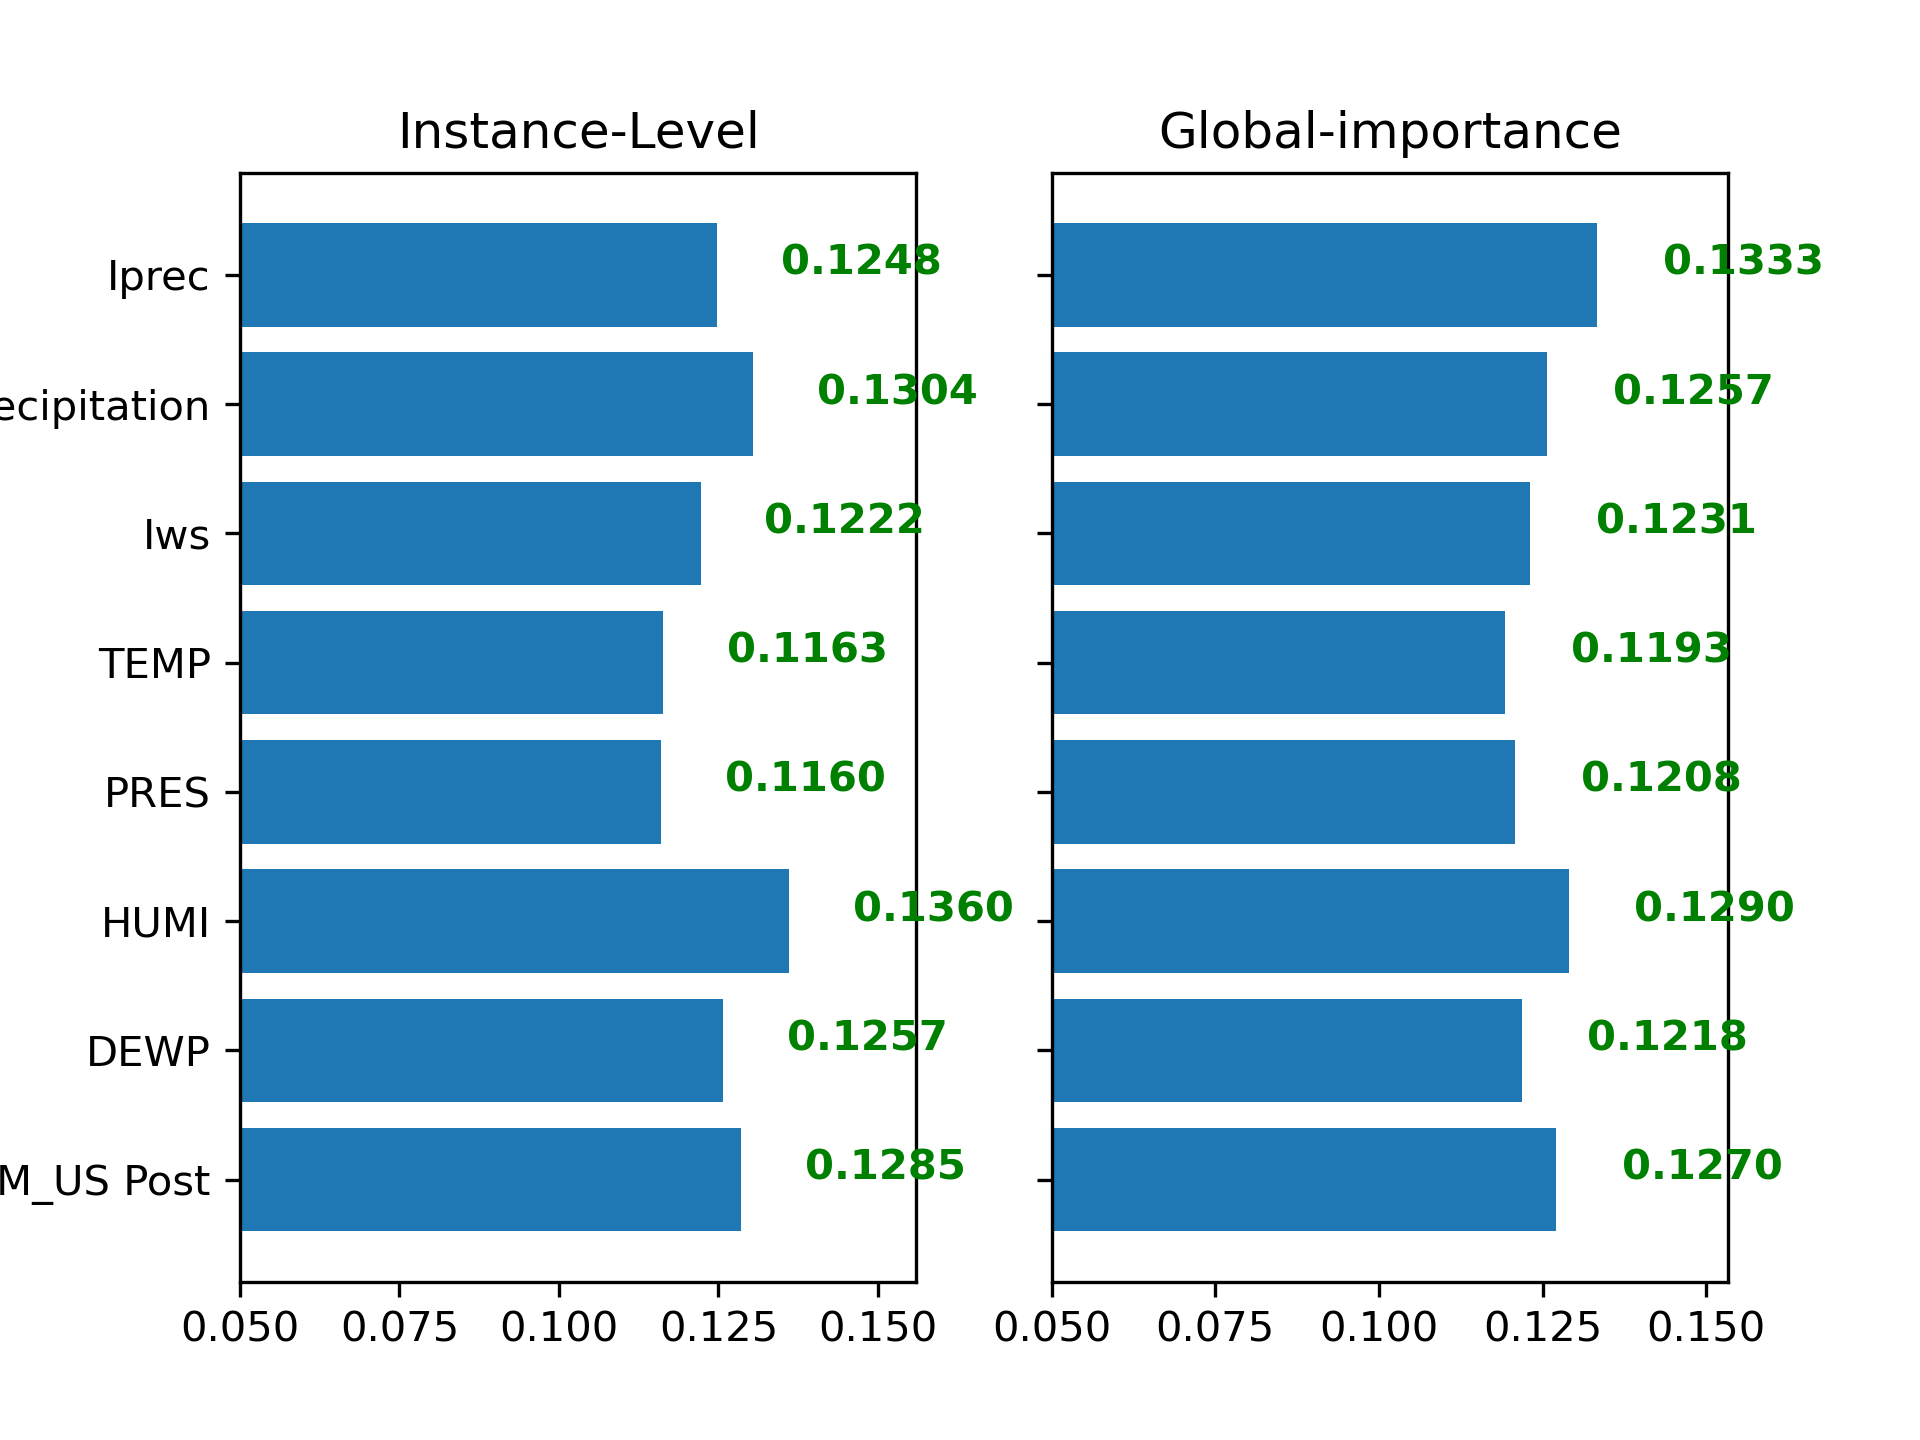 Instance-Level
Global-importance
Iprec
0.1248
0.1333
ecipitation
0.1304
0.1257
Iws
0.1222
0.1231
TEMP
0.1163
0.1193
PRES
0.1160
0.1208
HUMI
0.1360
0.1290
DEWP
0.1257
0.1218
M_US Post
0.1285
0.1270
0.050 0.075 0.100 0.125 0.150
0.050 0.075 0.100 0.125 0.150